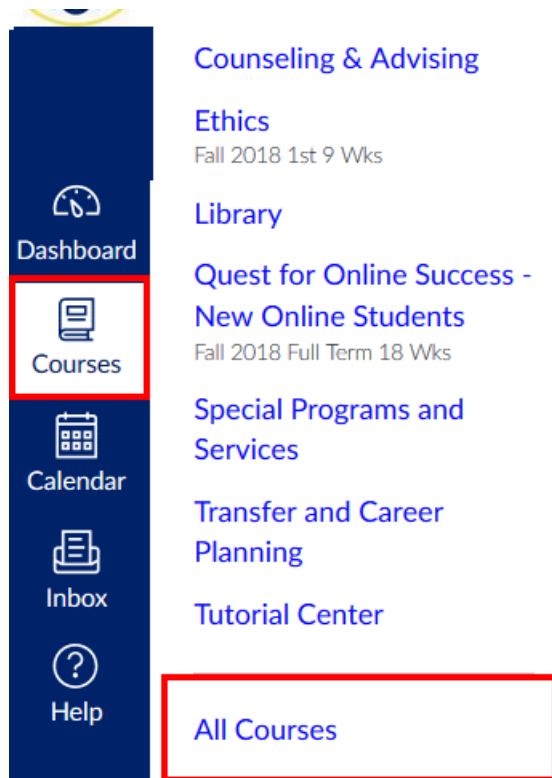 Counseling & Advising
Ethics
Fall 2018 1st 9 Wks
Library
Quest for Online Success -
New Online Students
Fall 2018 Full Term 18 Wks
Special Programs and
Services
Transfer and Career
Planning
Tutorial Center
All Courses
Dashboard
Courses
Calendar
Inbox
Help